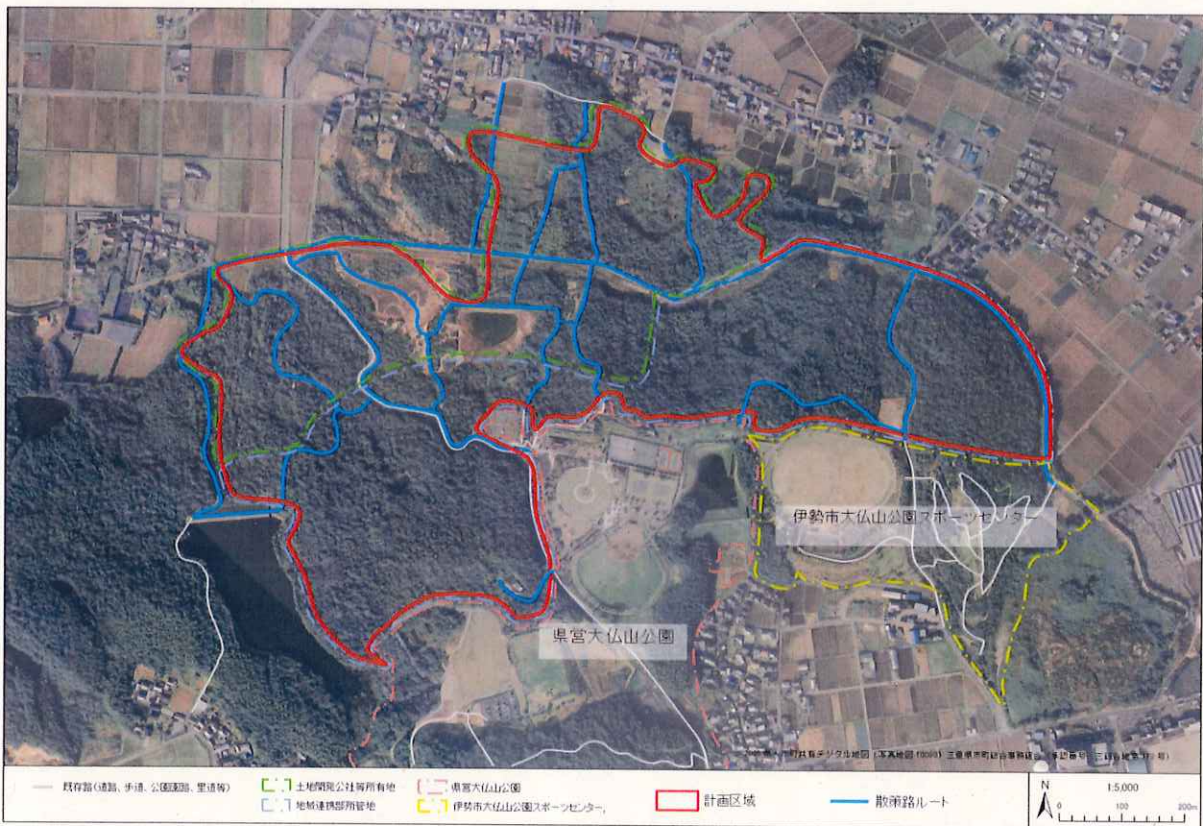 伊勢市大仏山公園スポーツセンター
県営大仏山公園
既存路(道路、歩道、公園園路、里道等)
土地開発公社等所有地
地域連携部所管地
県営大仏山公園
伊勢市大仏山公園スポーツセンター
計画区域
散策路ルート
N
1:5,000
0 100 200m